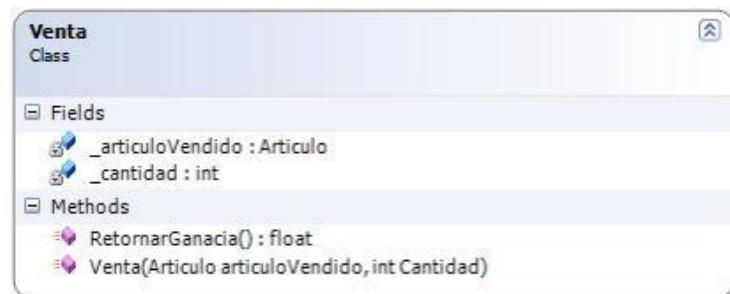 Venta
Class
Fields
_articuloVendido : Articulo
_cantidad : int
Methods
RetornarGanacia() : float
Venta(Articulo articuloVendido, int Cantidad)